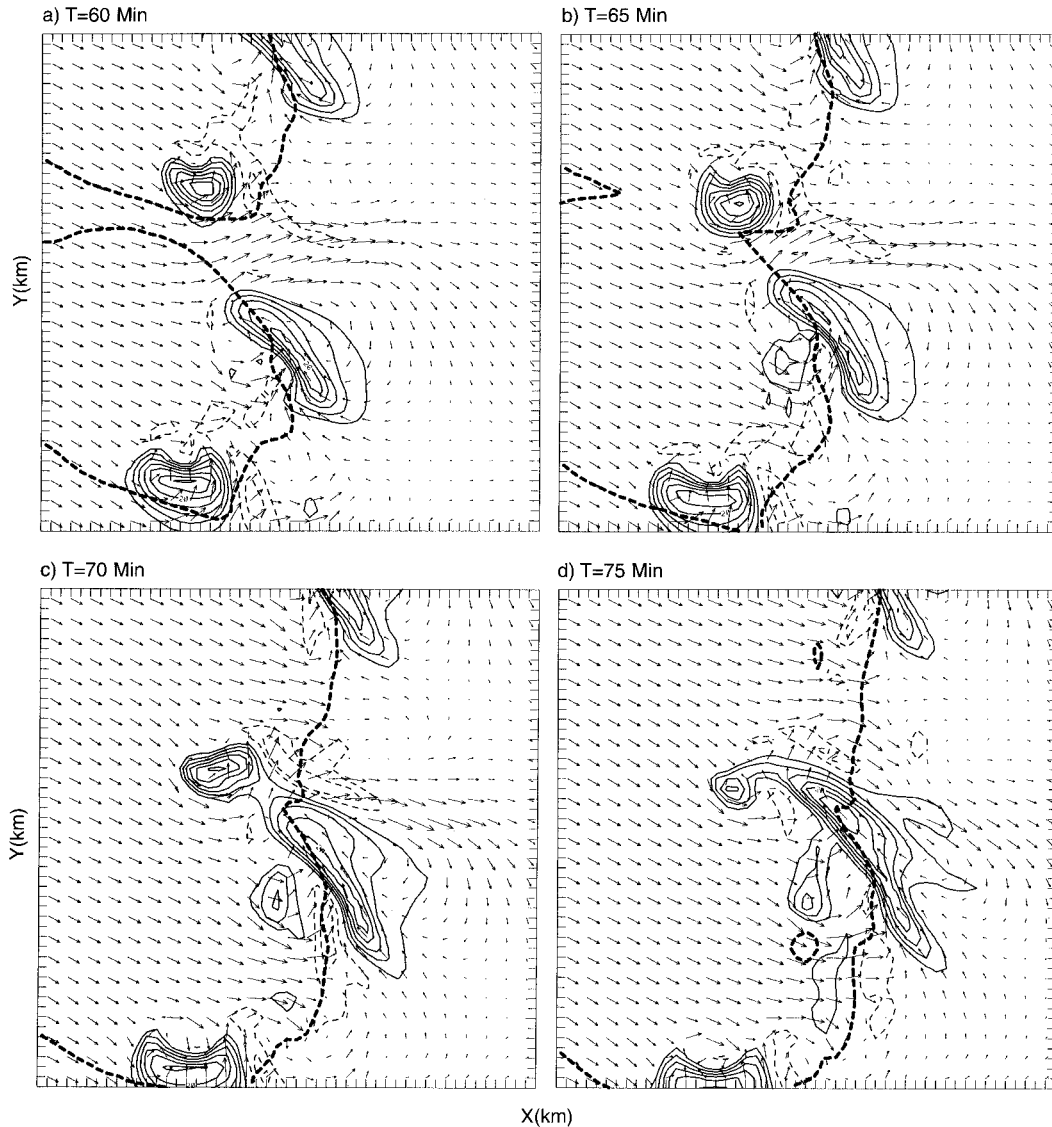 a) T=60 Min
b) T=65 Min
Y(km)
c) T=70 Min
d) T=75 Min
Y(km)
X(km)